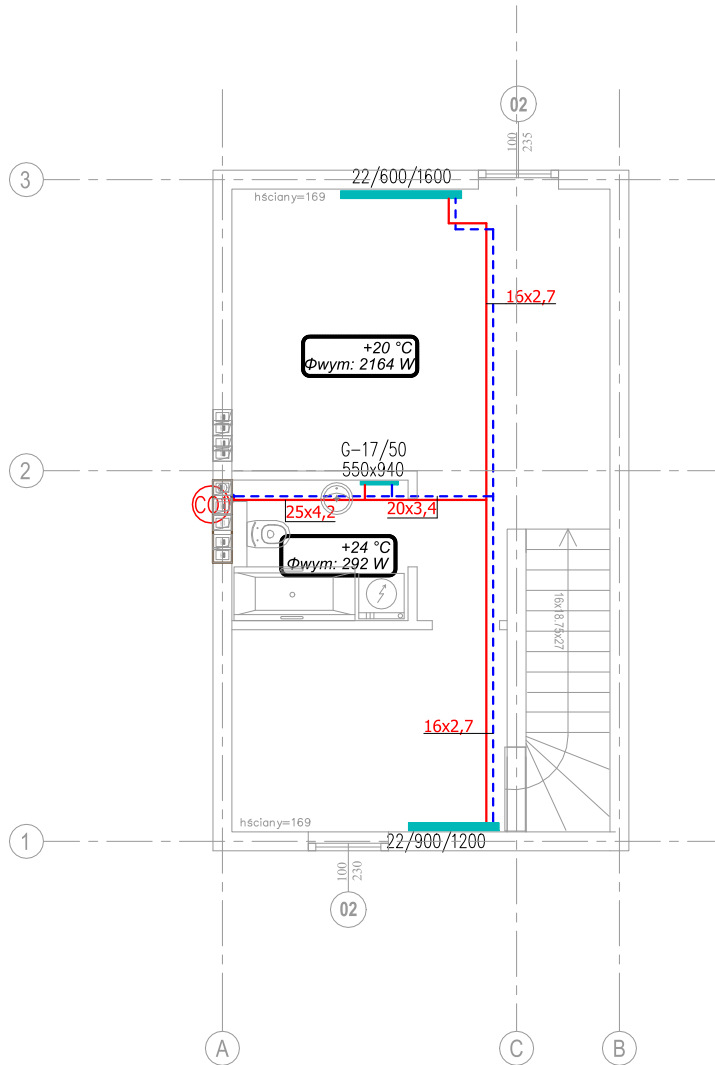 02
100
235
3
22/600/1600
hściany=169
16x2,7
+20 °C
Φwym: 2164 W
2
G-17/50
550x940
CO
25x4,2
20x3,4
+24 °C
Φwym: 292 W
16x18.75x27
16x2,7
hściany=169
1
22/900/1200
100
230
02
A
C
B